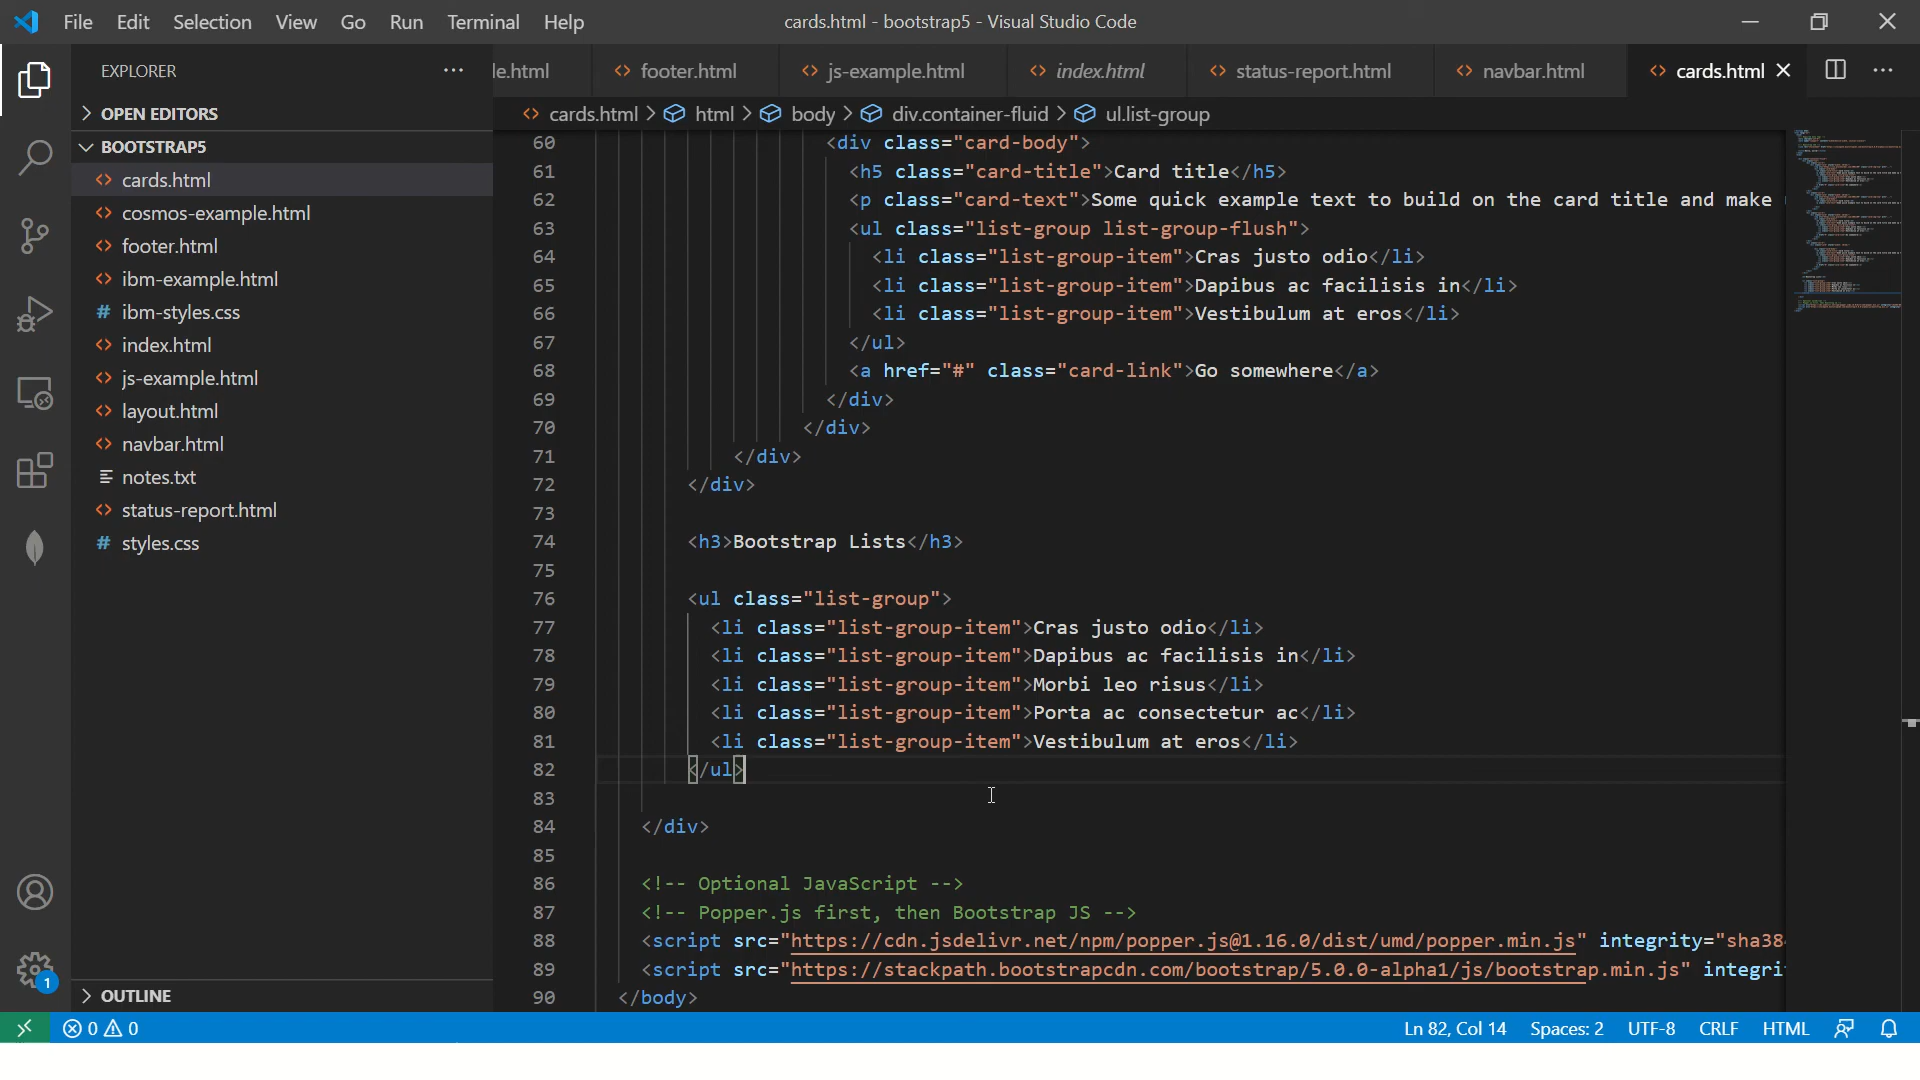 File Edit Selection View Go Run Terminal Help
cards.html - bootstrap5 - Visual Studio Code
EXPLORER
le.html footer.html js-example.html index.html status-report.html navbar.html cards.html
OPEN EDITORS
cards.html > html > body > div.container-fluid > ul.list-group
BOOTSTRAP5
cards.html
cosmos-example.html
footer.html
ibm-example.html
ibm-styles.css
index.html
js-example.html
layout.html
navbar.html
notes.txt
status-report.html
styles.css
OUTLINE
60 <div class="card-body">
61 <h5 class="card-title">Card title</h5>
62 <p class="card-text">Some quick example text to build on the card title and make
63 <ul class="list-group list-group-flush">
64 <li class="list-group-item">Cras justo odio</li>
65 <li class="list-group-item">Dapibus ac facilisis in</li>
66 <li class="list-group-item">Vestibulum at eros</li>
67 </ul>
68 <a href="#" class="card-link">Go somewhere</a>
69 </div>
70 </div>
71 </div>
72 </div>
73
74 <h3>Bootstrap Lists</h3>
75
76 <ul class="list-group">
77 <li class="list-group-item">Cras justo odio</li>
78 <li class="list-group-item">Dapibus ac facilisis in</li>
79 <li class="list-group-item">Morbi leo risus</li>
80 <li class="list-group-item">Porta ac consectetur ac</li>
81 <li class="list-group-item">Vestibulum at eros</li>
82 </ul>
83
84 </div>
85
86 <!-- Optional JavaScript -->
87 <!-- Popper.js first, then Bootstrap JS -->
88 <script src="https://cdn.jsdelivr.net/npm/popper.js@1.16.0/dist/umd/popper.min.js" integrity="sha38
89 <script src="https://stackpath.bootstrapcdn.com/bootstrap/5.0.0-alpha1/js/bootstrap.min.js" integri
90 </body>
1
0 0 Ln 82, Col 14 Spaces: 2 UTF-8 CRLF HTML